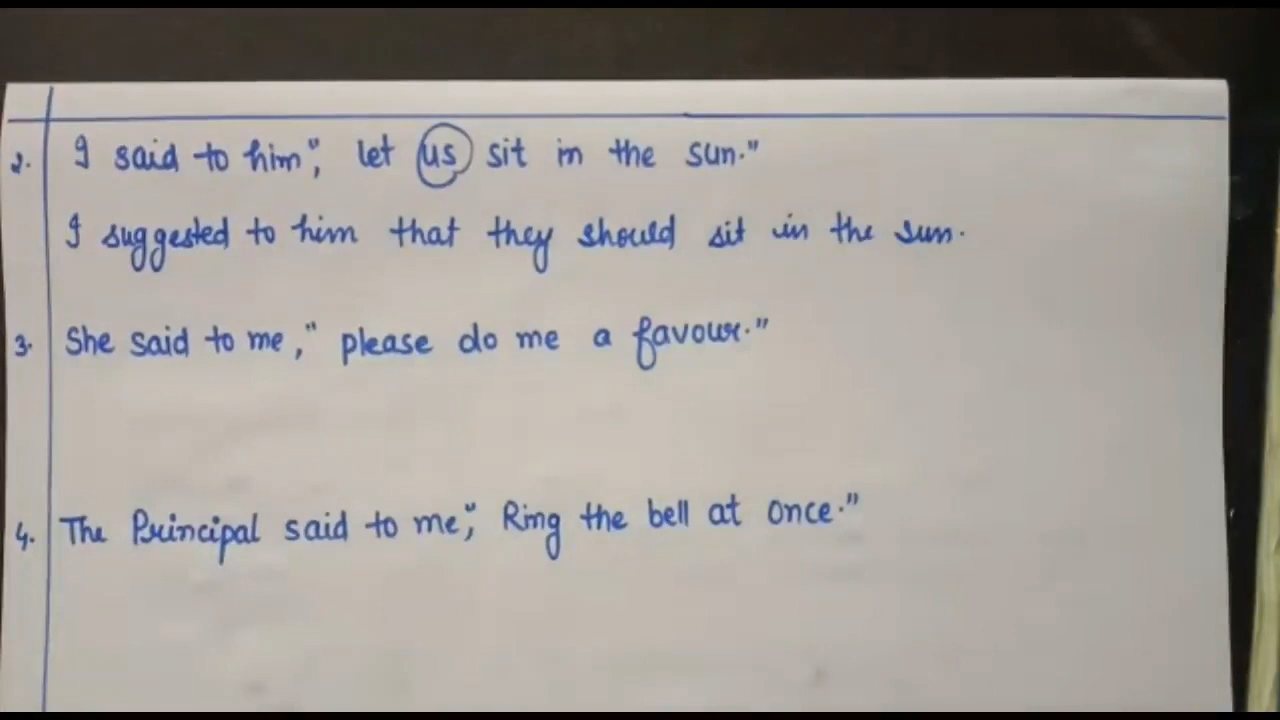 2. I said to him", let us sit in the sun."
I suggested to him that they should sit in the sun.
3. She said to me," please do me a favour."
4. The Principal said to me", Ring the bell at once."